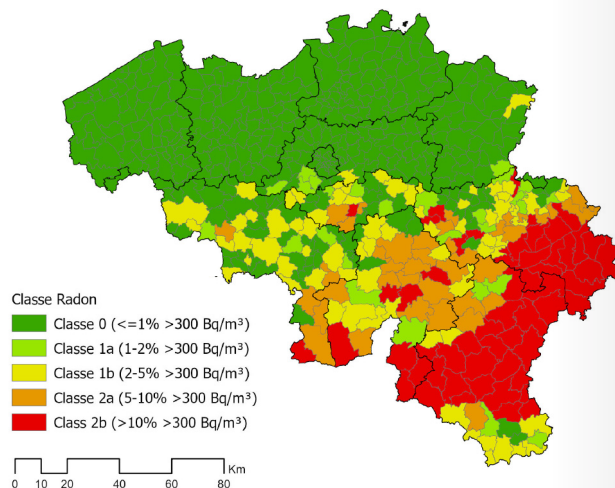 Classe Radon
Classe 0 (<=1% >300 Bq/m³)
Classe 1a (1-2% >300 Bq/m³)
Classe 1b (2-5% >300 Bq/m³)
Classe 2a (5-10% >300 Bq/m³)
Class 2b (>10% >300 Bq/m³)
Km
0 10 20 40 60 80